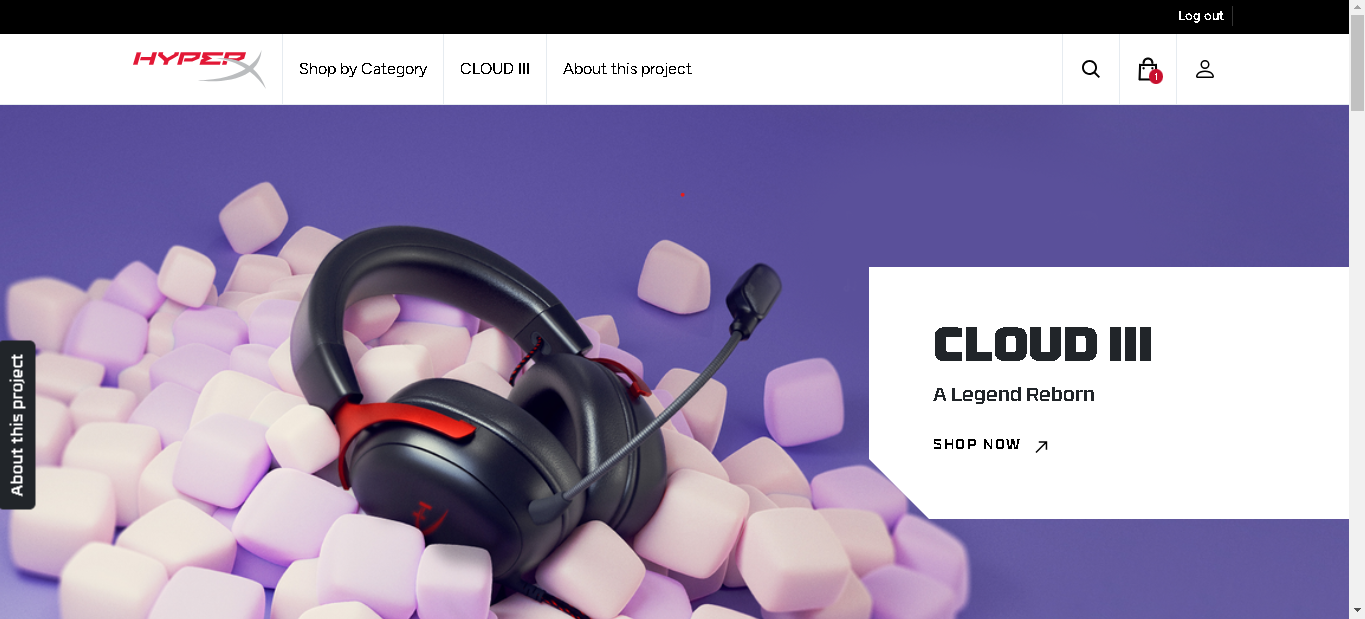 Log out
HYPERX
Shop by Category
CLOUD III
About this project
1
CLOUD III
A Legend Reborn
SHOP NOW
About this project